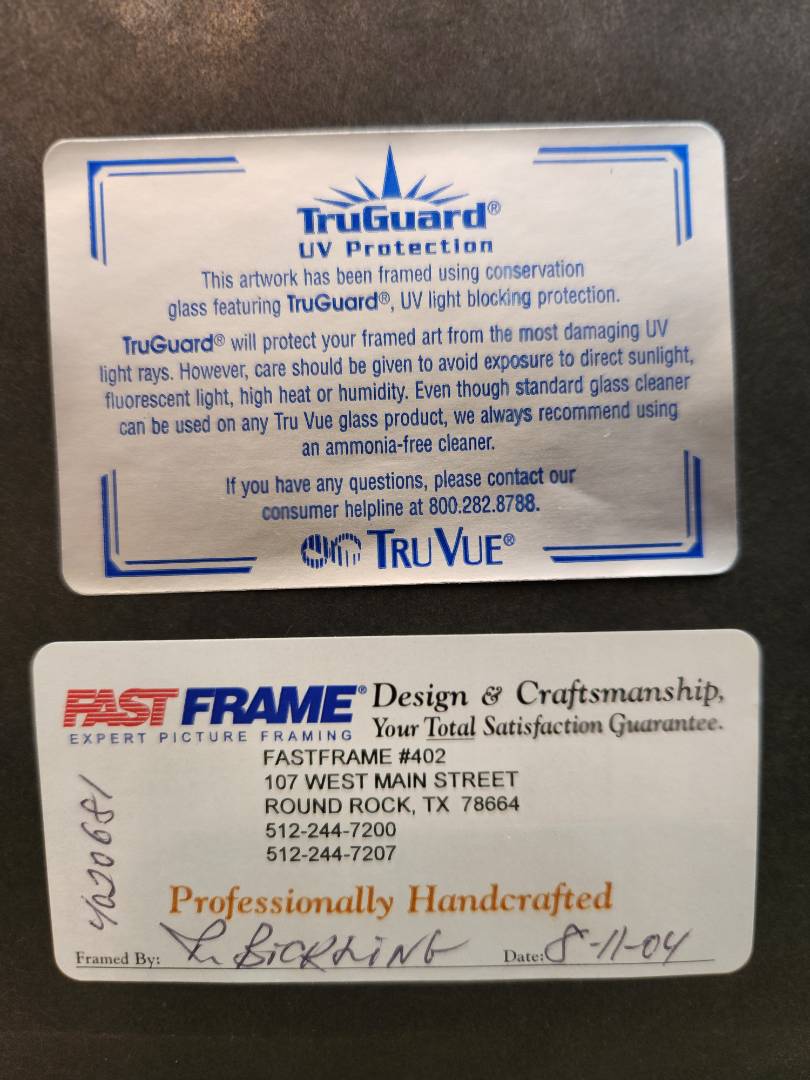 TruGuard®
UV Protection
This artwork has been framed using conservation
glass featuring TruGuard®, UV light blocking protection.
TruGuard® will protect your framed art from the most damaging UV
light rays. However, care should be given to avoid exposure to direct sunlight,
fluorescent light, high heat or humidity. Even though standard glass cleaner
can be used on any Tru Vue glass product, we always recommend using
an ammonia-free cleaner.
If you have any questions, please contact our
consumer helpline at 800.282.8788.
TRU VUE®
FASTFRAME®
EXPERT PICTURE FRAMING
Design & Craftsmanship,
Your Total Satisfaction Guarantee.
FASTFRAME #402
107 WEST MAIN STREET
ROUND ROCK, TX 78664
512-244-7200
512-244-7207
Professionally Handcrafted
Framed By: BICKLING Date: 8-11-04